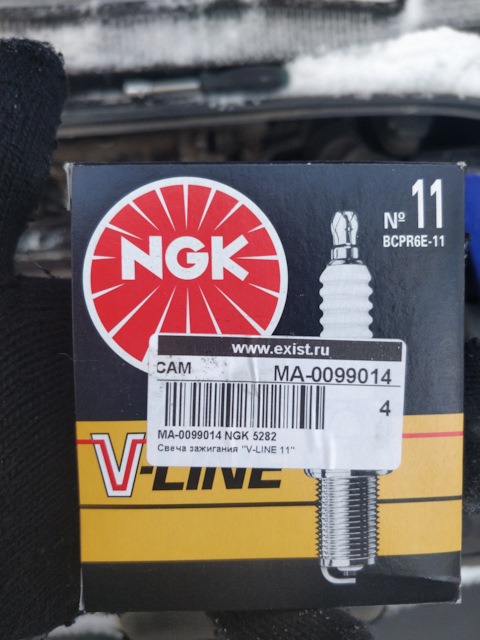 Nº 11
BCPR6E-11
NGK
www.exist.ru
CAM MA-0099014
4
MA-0099014 NGK 5282
Свеча зажигания "V-LINE 11"
V-LINE